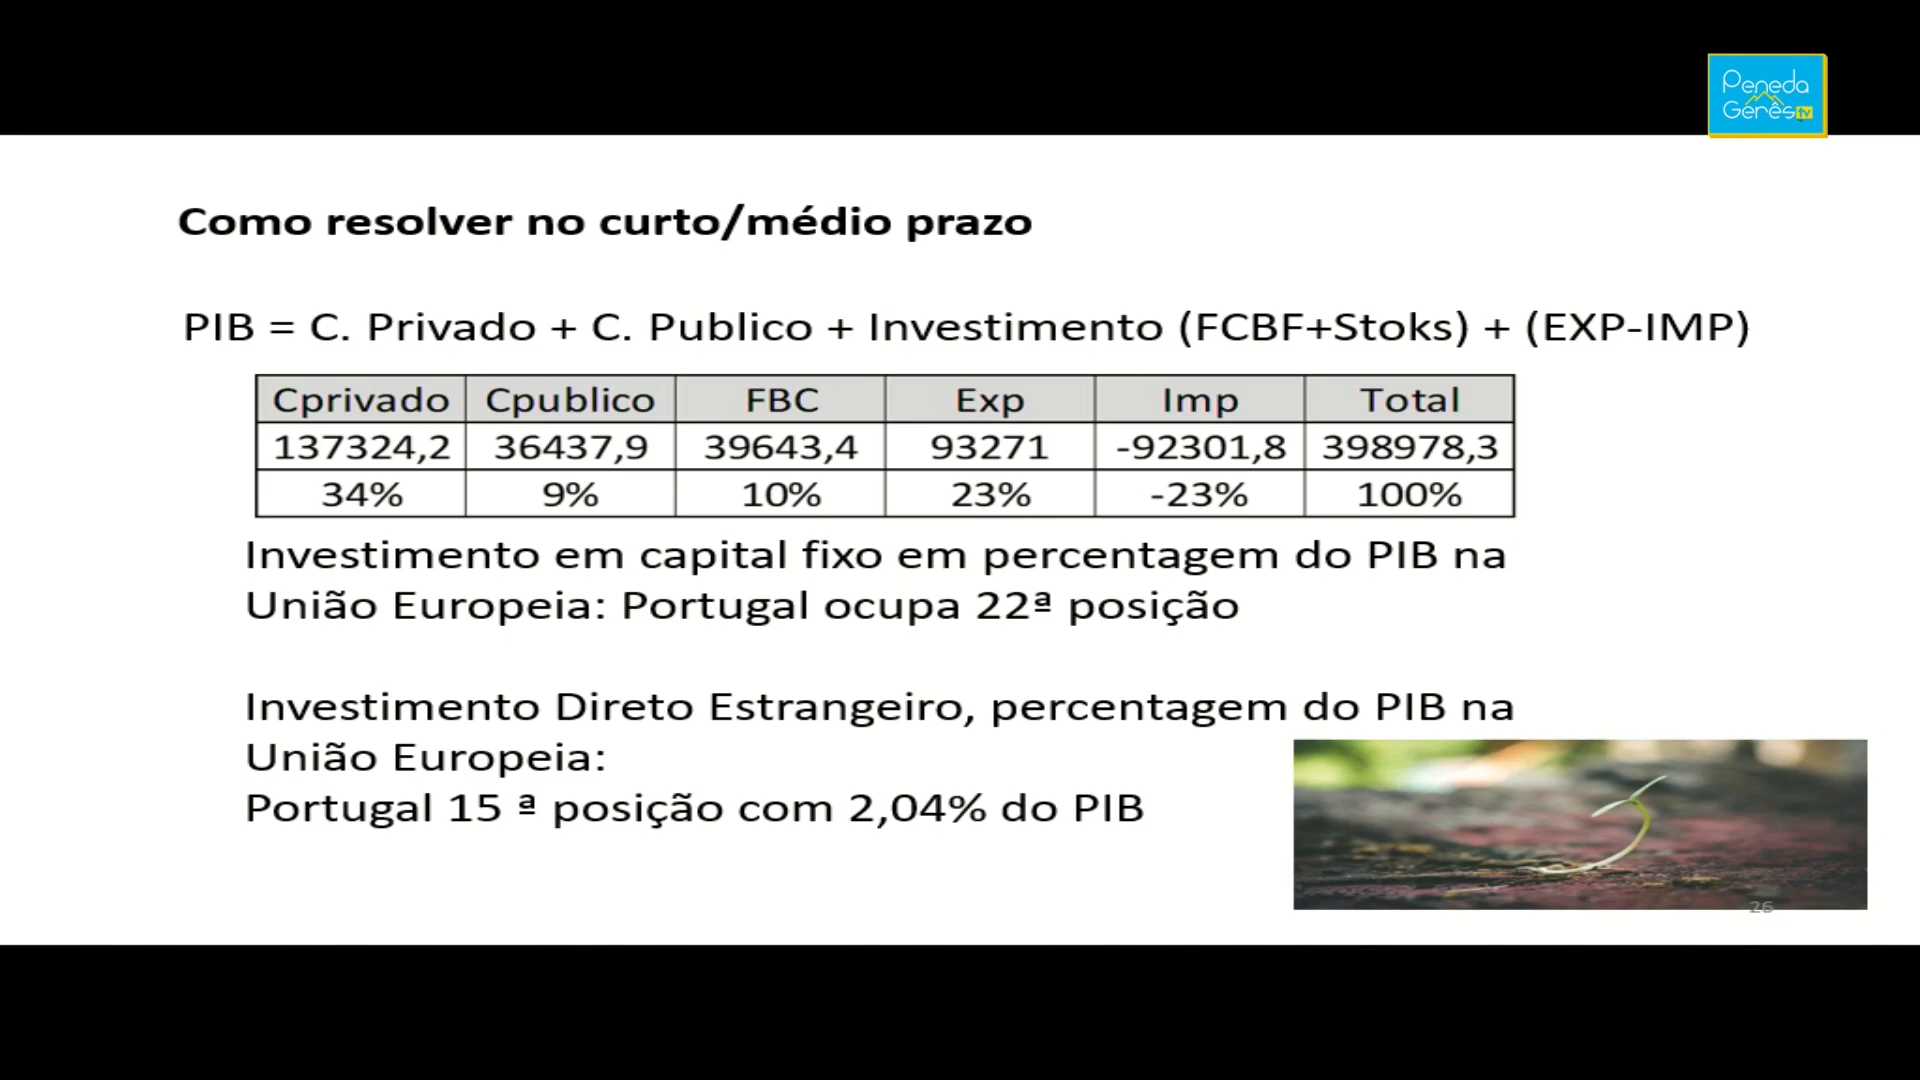 Peneda
Gerês tv
Como resolver no curto/médio prazo
PIB = C. Privado + C. Publico + Investimento (FCBF+Stoks) + (EXP-IMP)
Cprivado Cpublico FBC Exp Imp Total
137324,2 36437,9 39643,4 93271 -92301,8 398978,3
34% 9% 10% 23% -23% 100%
Investimento em capital fixo em percentagem do PIB na
União Europeia: Portugal ocupa 22ª posição
Investimento Direto Estrangeiro, percentagem do PIB na
União Europeia:
Portugal 15 ª posição com 2,04% do PIB
26